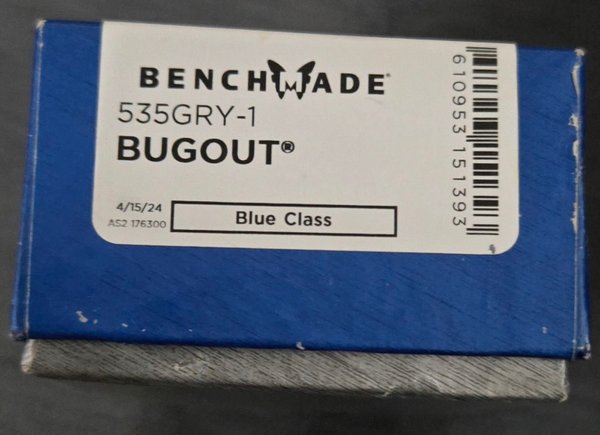 BENCHMADE®
535GRY-1
BUGOUT®
4/15/24
AS2 176300
Blue Class
610953 151393